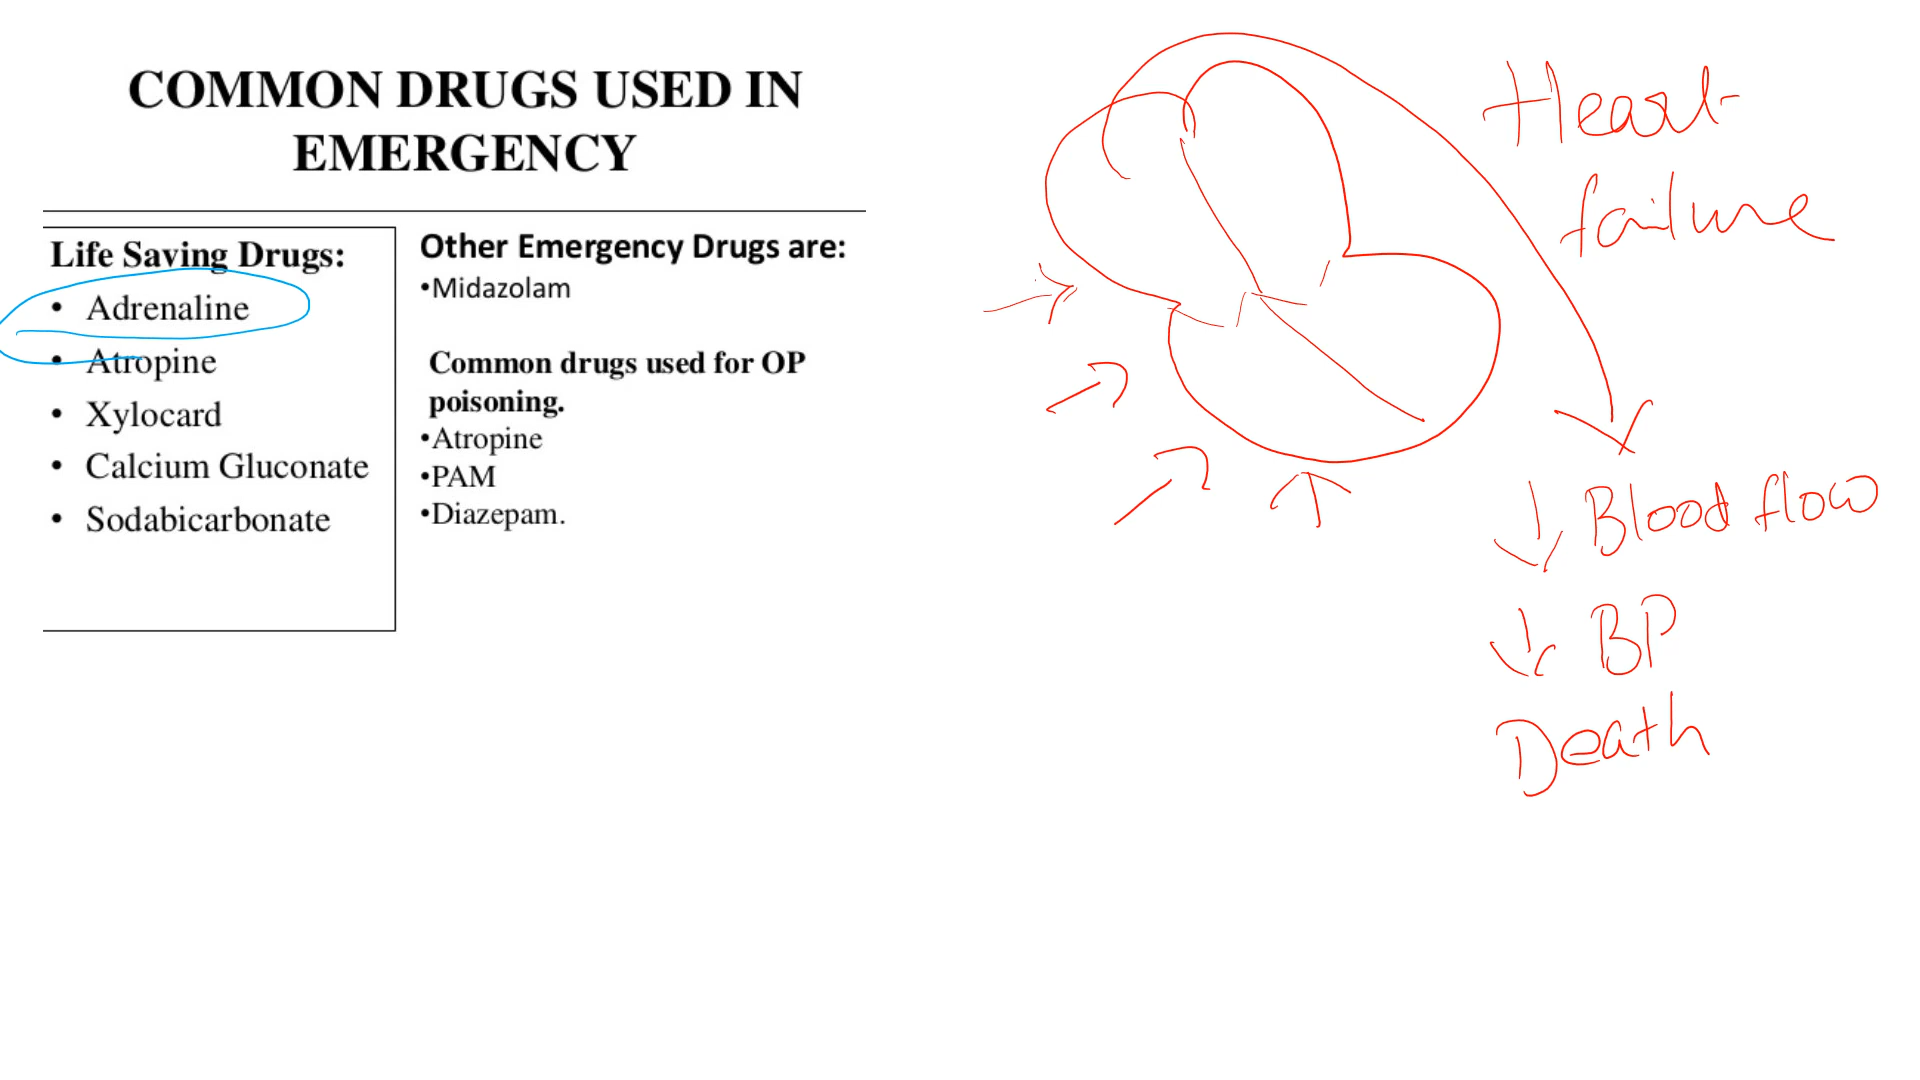 COMMON DRUGS USED IN
EMERGENCY
Life Saving Drugs:
• Adrenaline
• Atropine
• Xylocard
• Calcium Gluconate
• Sodabicarbonate
Other Emergency Drugs are:
•Midazolam
Common drugs used for OP
poisoning.
•Atropine
•PAM
•Diazepam.
Heart
failure
↓ Blood flow
↓ BP
Death